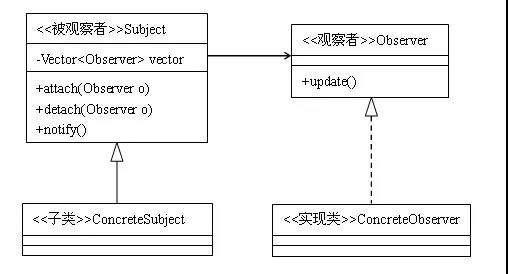 <<被观察者>>Subject
-Vector<Observer> vector
+attach(Observer o)
+detach(Observer o)
+notify()
<<观察者>>Observer
+update()
<<子类>>ConcreteSubject
<<实现类>>ConcreteObserver